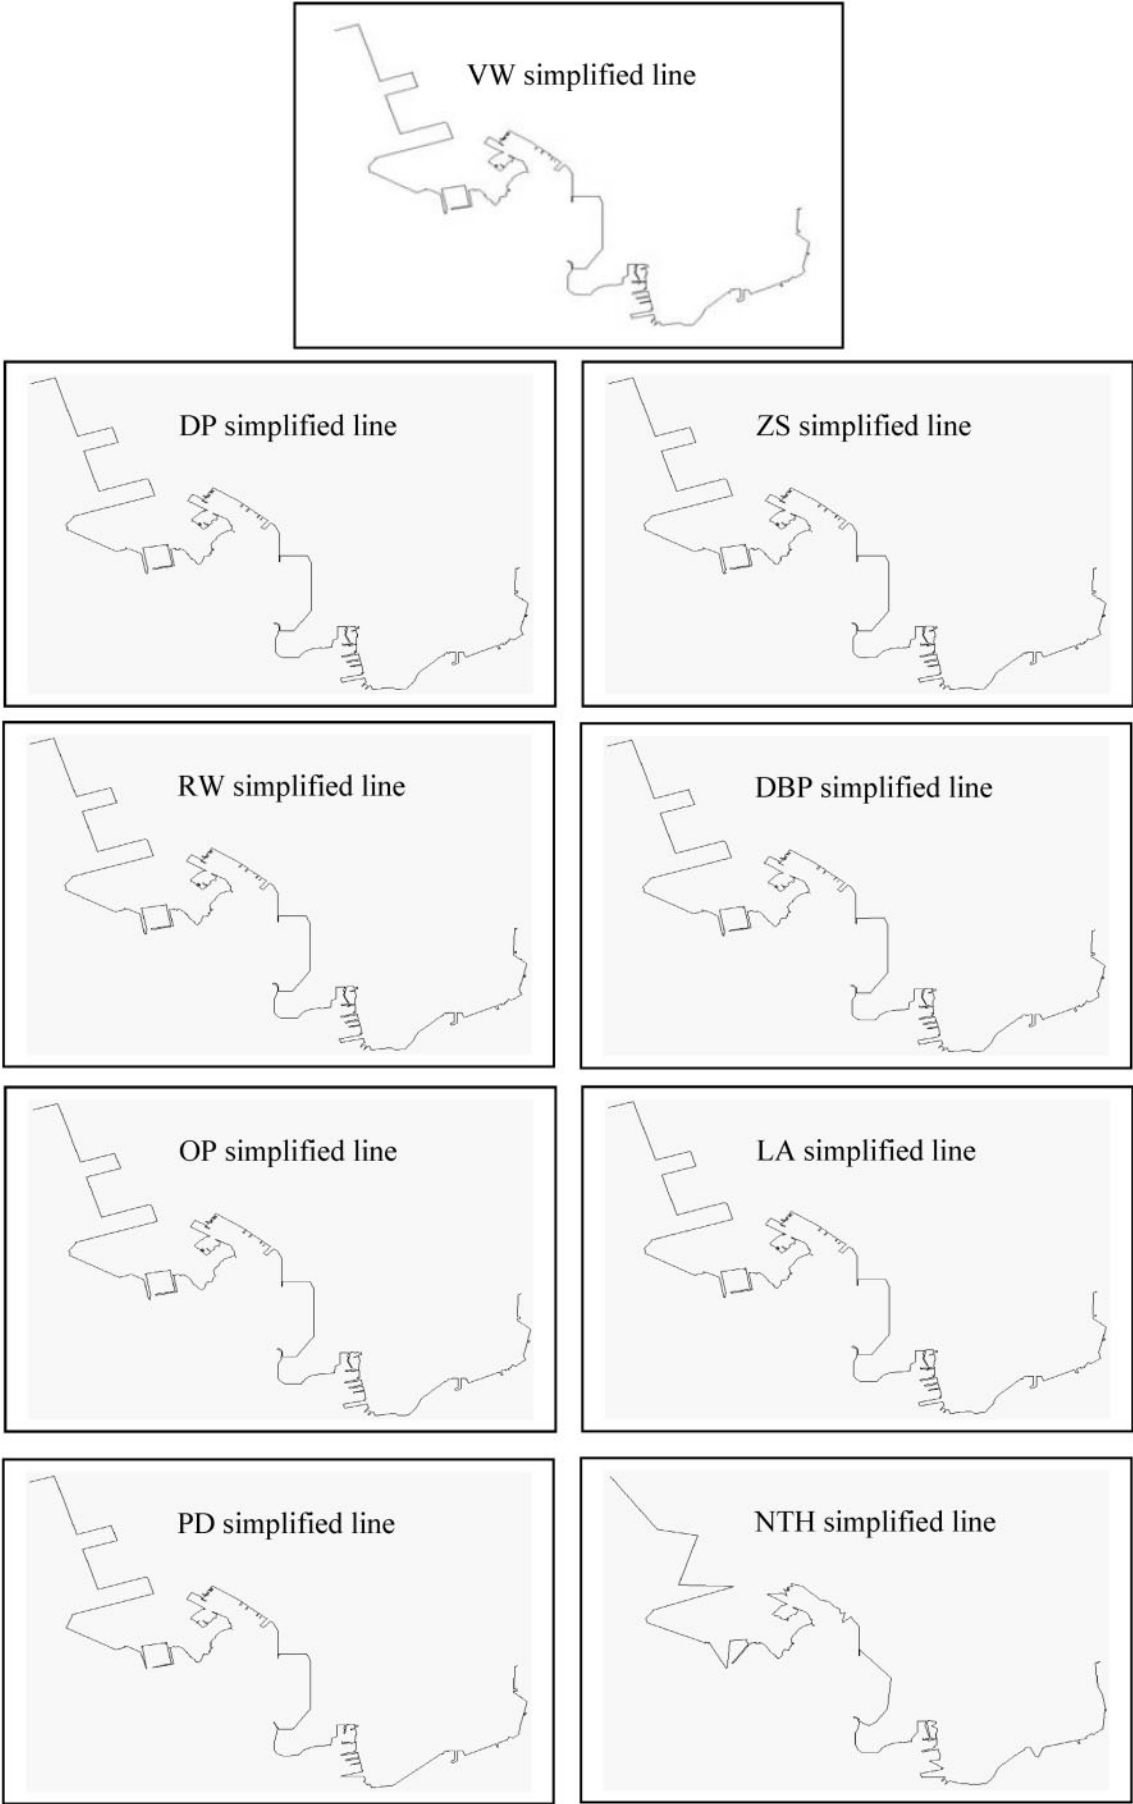 VW simplified line
DP simplified line
ZS simplified line
RW simplified line
DBP simplified line
OP simplified line
LA simplified line
PD simplified line
NTH simplified line